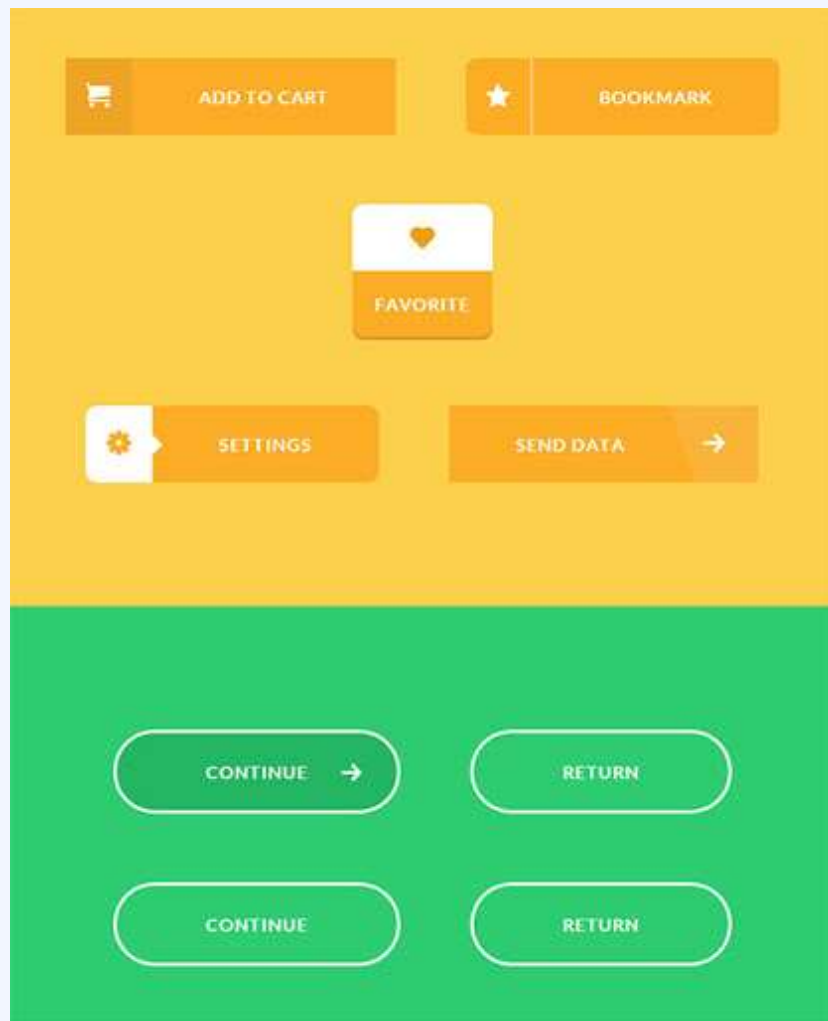 ADD TO CART
BOOKMARK
FAVORITE
SETTINGS
SEND DATA
CONTINUE
RETURN
CONTINUE
RETURN